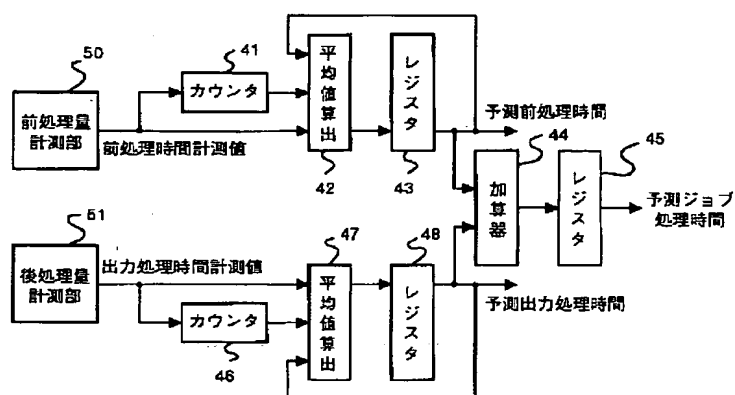 50
41
カウンタ
平均値算出
レジスタ
前処理量
計測部
前処理時間計測値
予測前処理時間
42
43
44
45
加算器
レジスタ
予測ジョブ
処理時間
51
47
48
後処理量
計測部
出力処理時間計測値
平均値算出
レジスタ
予測出力処理時間
カウンタ
46